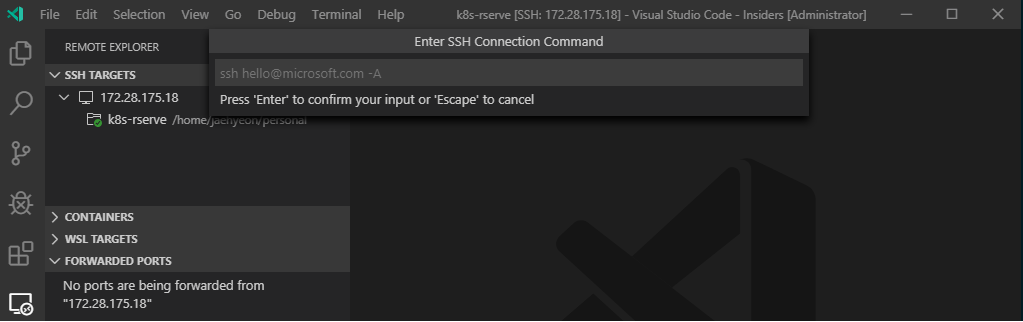 File Edit Selection View Go Debug Terminal Help k8s-rserve [SSH: 172.28.175.18] - Visual Studio Code - Insiders [Administrator]
REMOTE EXPLORER
Enter SSH Connection Command
SSH TARGETS
ssh hello@microsoft.com -A
172.28.175.18
Press 'Enter' to confirm your input or 'Escape' to cancel
k8s-rserve /home/jaenyeon/personal
CONTAINERS
WSL TARGETS
FORWARDED PORTS
No ports are being forwarded from
"172.28.175.18"